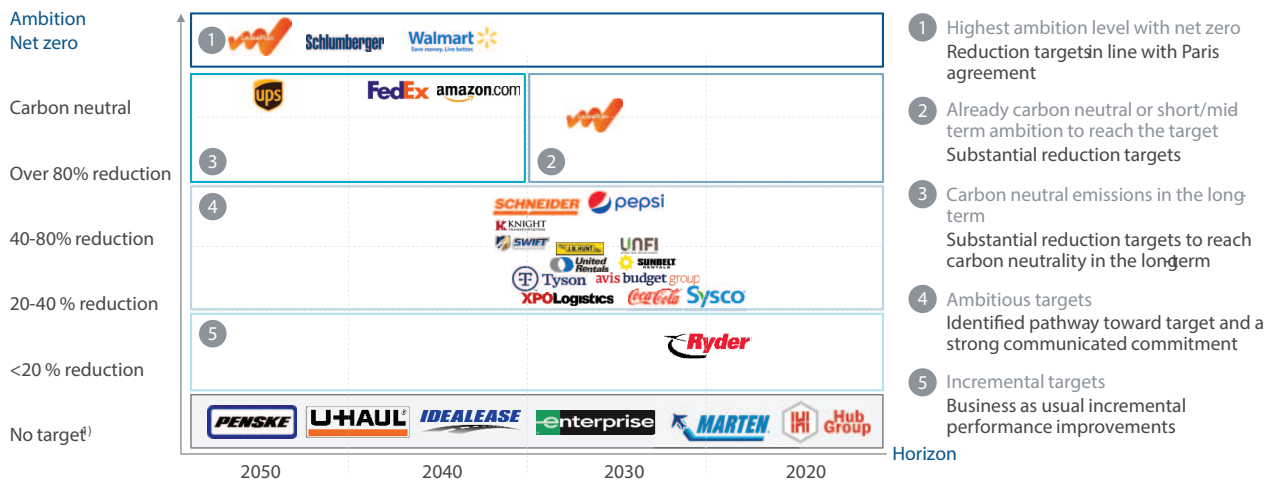 Ambition
Net zero
Carbon neutral
Over 80% reduction
40-80% reduction
20-40 % reduction
<20 % reduction
No target1)
1
Schlumberger
Walmart
Save money. Live better.
ups
FedEx
amazon.com
3
2
4
SCHNEIDER
pepsi
KNIGHT
TRANSPORTATION
SWIFT
J.B. HUNT
UNFI
United
Rentals
SUNBELT
RENTALS
T Tyson
avis budget group
XPOLogistics
Coca-Cola
Sysco
5
Ryder
PENSKE
U-HAUL
IDEALEASE
enterprise
MARTEN
H
Hub
Group
Horizon
2050
2040
2030
2020
1 Highest ambition level with net zero
Reduction targets in line with Paris
agreement
2 Already carbon neutral or short/mid
term ambition to reach the target
Substantial reduction targets
3 Carbon neutral emissions in the long-
term
Substantial reduction targets to reach
carbon neutrality in the long-term
4 Ambitious targets
Identified pathway toward target and a
strong communicated commitment
5 Incremental targets
Business as usual incremental
performance improvements